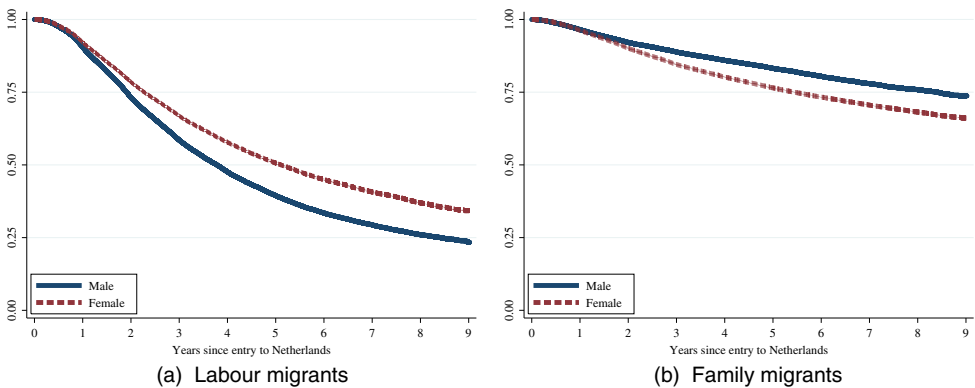 1.00
0.75
0.50
0.25
0.00
Male
Female
0 1 2 3 4 5 6 7 8 9
Years since entry to Netherlands
(a) Labour migrants
1.00
0.75
0.50
0.25
0.00
Male
Female
0 1 2 3 4 5 6 7 8 9
Years since entry to Netherlands
(b) Family migrants